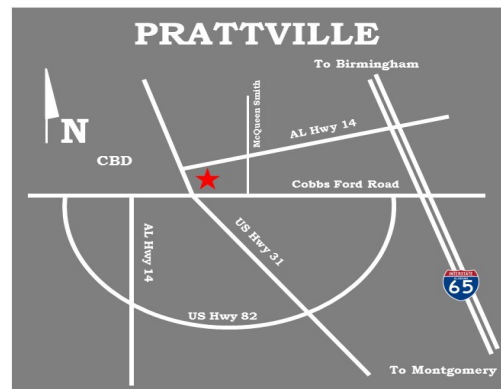 PRATTVILLE
To Birmingham
N
CBD
McQueen Smith
AL Hwy 14
Cobbs Ford Road
AL Hwy 14
US Hwy 31
INTERSTATE
65
US Hwy 82
To Montgomery